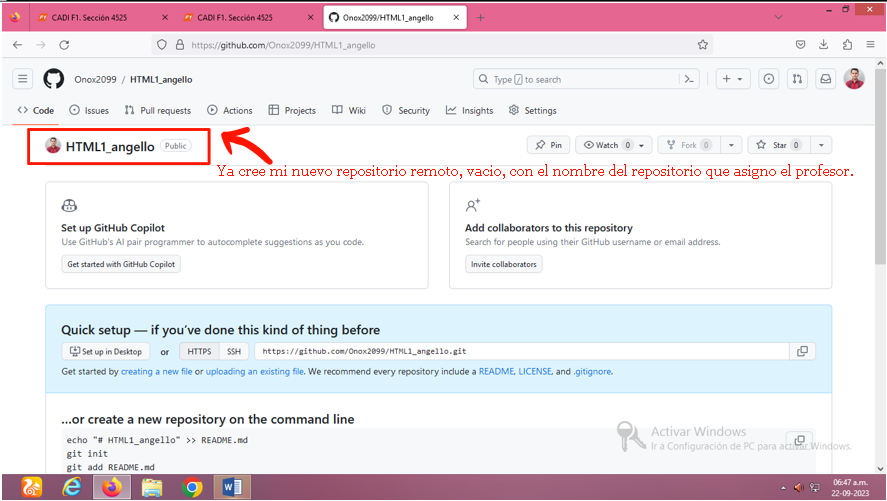 CADI F1. Sección 4525
CADI F1. Sección 4525
Onox2099/HTML1_angello
https://github.com/Onox2099/HTML1_angello
Onox2099 / HTML1_angello
Type / to search
Code Issues Pull requests Actions Projects Wiki Security Insights Settings
HTML1_angello Public
Pin Watch 0 Fork 0 Star 0
Ya cree mi nuevo repositorio remoto, vacio, con el nombre del repositorio que asigno el profesor.
Set up GitHub Copilot
Use GitHub's AI pair programmer to autocomplete suggestions as you code.
Get started with GitHub Copilot
Add collaborators to this repository
Search for people using their GitHub username or email address.
Invite collaborators
Quick setup — if you've done this kind of thing before
Set up in Desktop or HTTPS SSH https://github.com/Onox2099/HTML1_angello.git
Get started by creating a new file or uploading an existing file. We recommend every repository include a README, LICENSE, and .gitignore.
...or create a new repository on the command line
echo "# HTML1_angello" >> README.md
git init
git add README.md
Activar Windows
Ir a Configuración de PC para activar Windows.
06:47 a.m.
22-09-2023